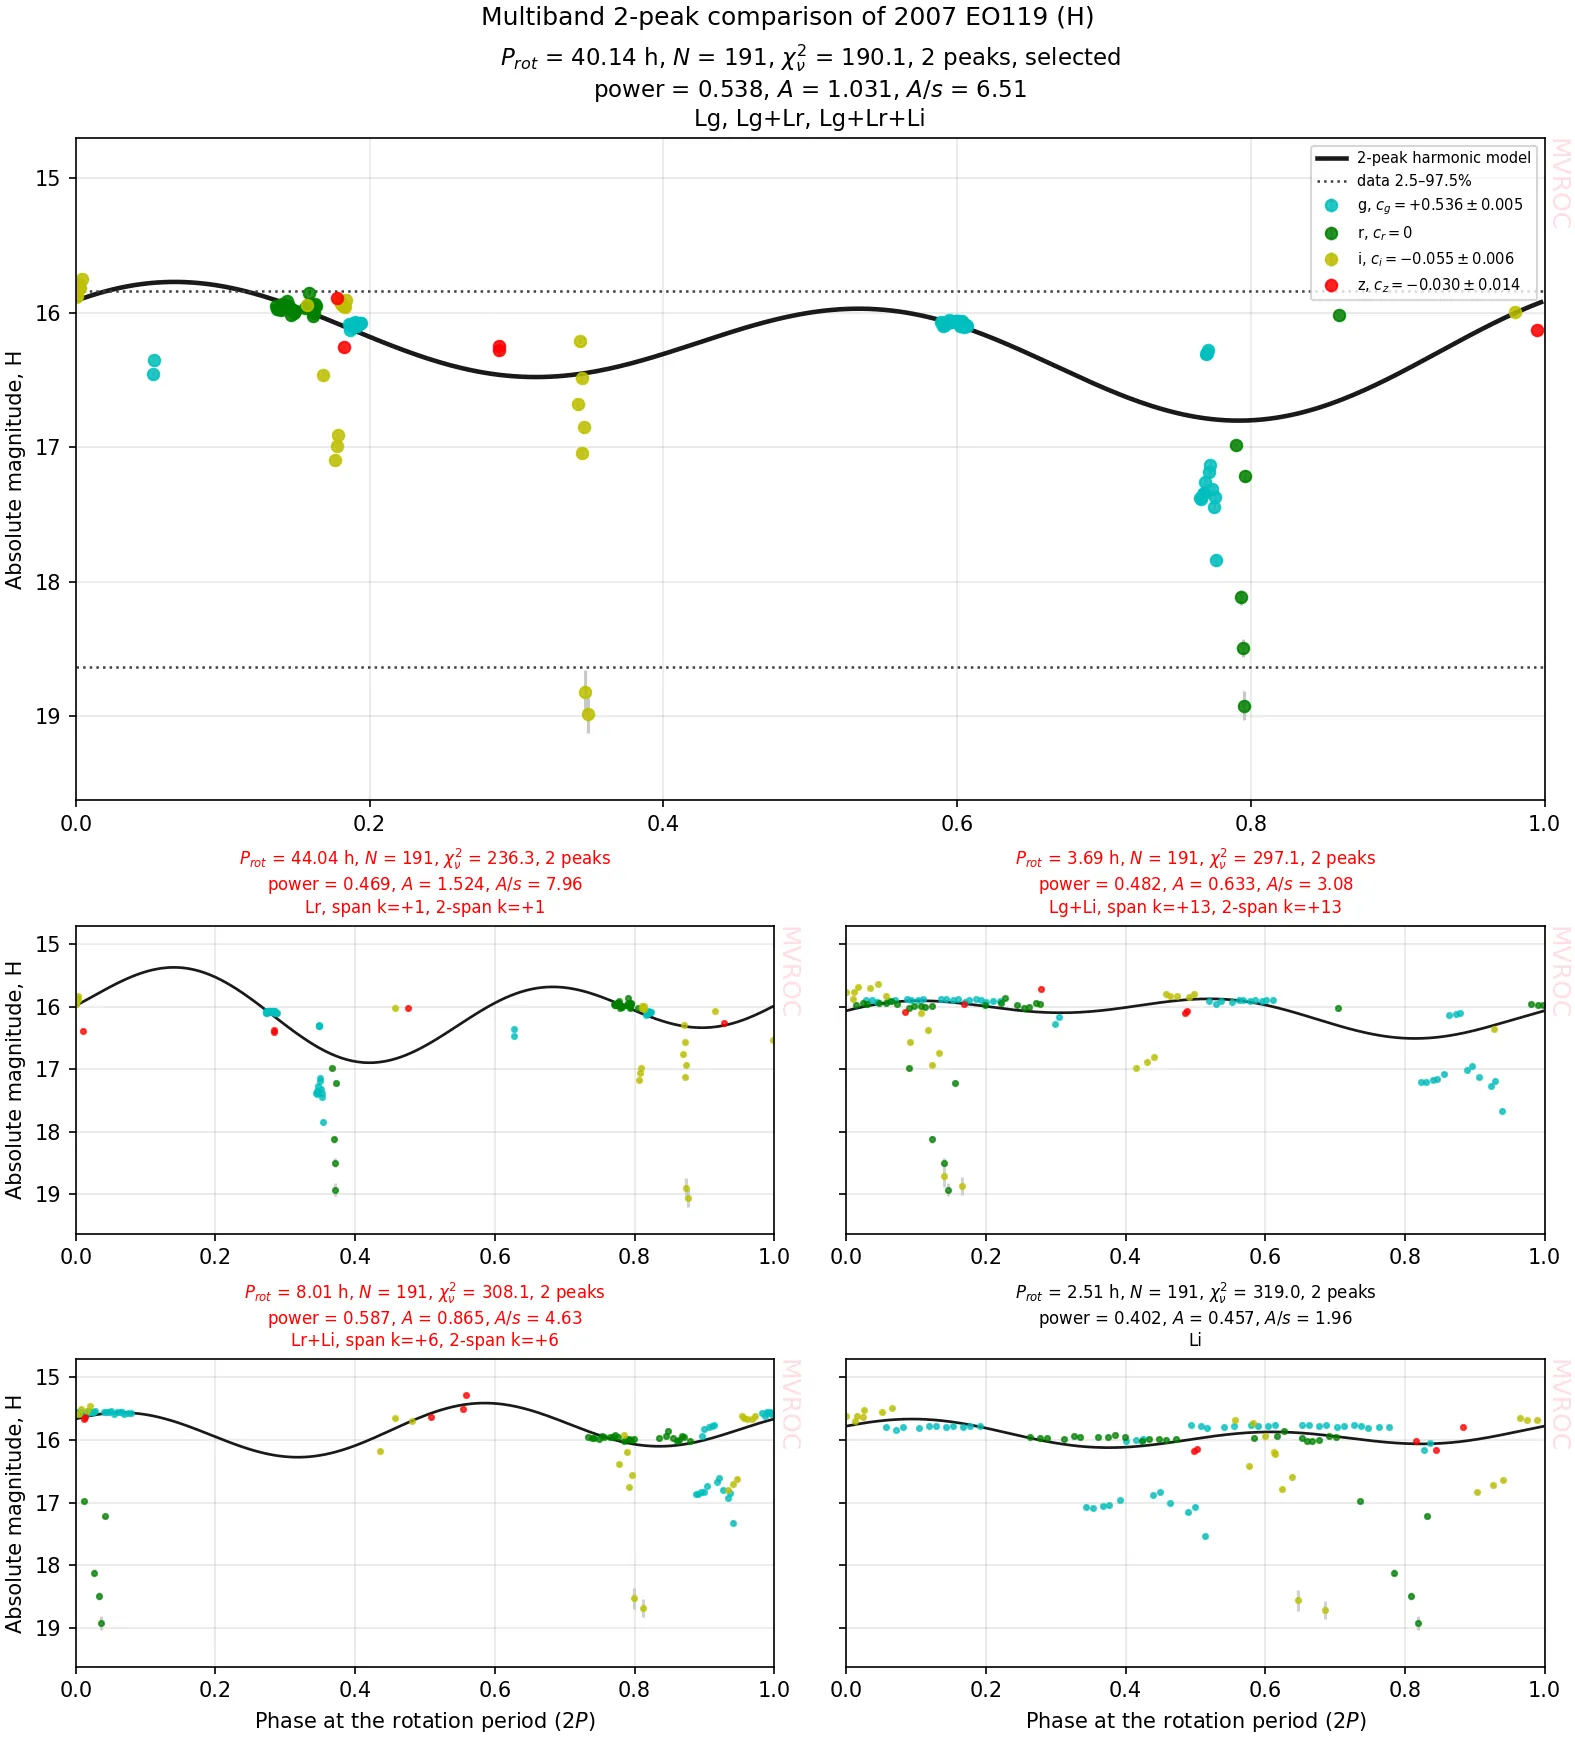 Multiband 2-peak comparison of 2007 EO119 (H)
P_rot = 40.14 h, N = 191, χ²_ν = 190.1, 2 peaks, selected
power = 0.538, A = 1.031, A/s = 6.51
Lg, Lg+Lr, Lg+Lr+Li
2-peak harmonic model
data 2.5–97.5%
g, c_g = +0.536 ± 0.005
r, c_r = 0
i, c_i = −0.055 ± 0.006
z, c_z = −0.030 ± 0.014
MVROC
Absolute magnitude, H
15
16
17
18
19
0.0 0.2 0.4 0.6 0.8 1.0
P_rot = 44.04 h, N = 191, χ²_ν = 236.3, 2 peaks
power = 0.469, A = 1.524, A/s = 7.96
Lr, span k=+1, 2-span k=+1
MVROC
Absolute magnitude, H
15
16
17
18
19
0.0 0.2 0.4 0.6 0.8 1.0
P_rot = 3.69 h, N = 191, χ²_ν = 297.1, 2 peaks
power = 0.482, A = 0.633, A/s = 3.08
Lg+Li, span k=+13, 2-span k=+13
MVROC
0.0 0.2 0.4 0.6 0.8 1.0
P_rot = 8.01 h, N = 191, χ²_ν = 308.1, 2 peaks
power = 0.587, A = 0.865, A/s = 4.63
Lr+Li, span k=+6, 2-span k=+6
MVROC
Absolute magnitude, H
15
16
17
18
19
0.0 0.2 0.4 0.6 0.8 1.0
Phase at the rotation period (2P)
P_rot = 2.51 h, N = 191, χ²_ν = 319.0, 2 peaks
power = 0.402, A = 0.457, A/s = 1.96
Li
MVROC
0.0 0.2 0.4 0.6 0.8 1.0
Phase at the rotation period (2P)